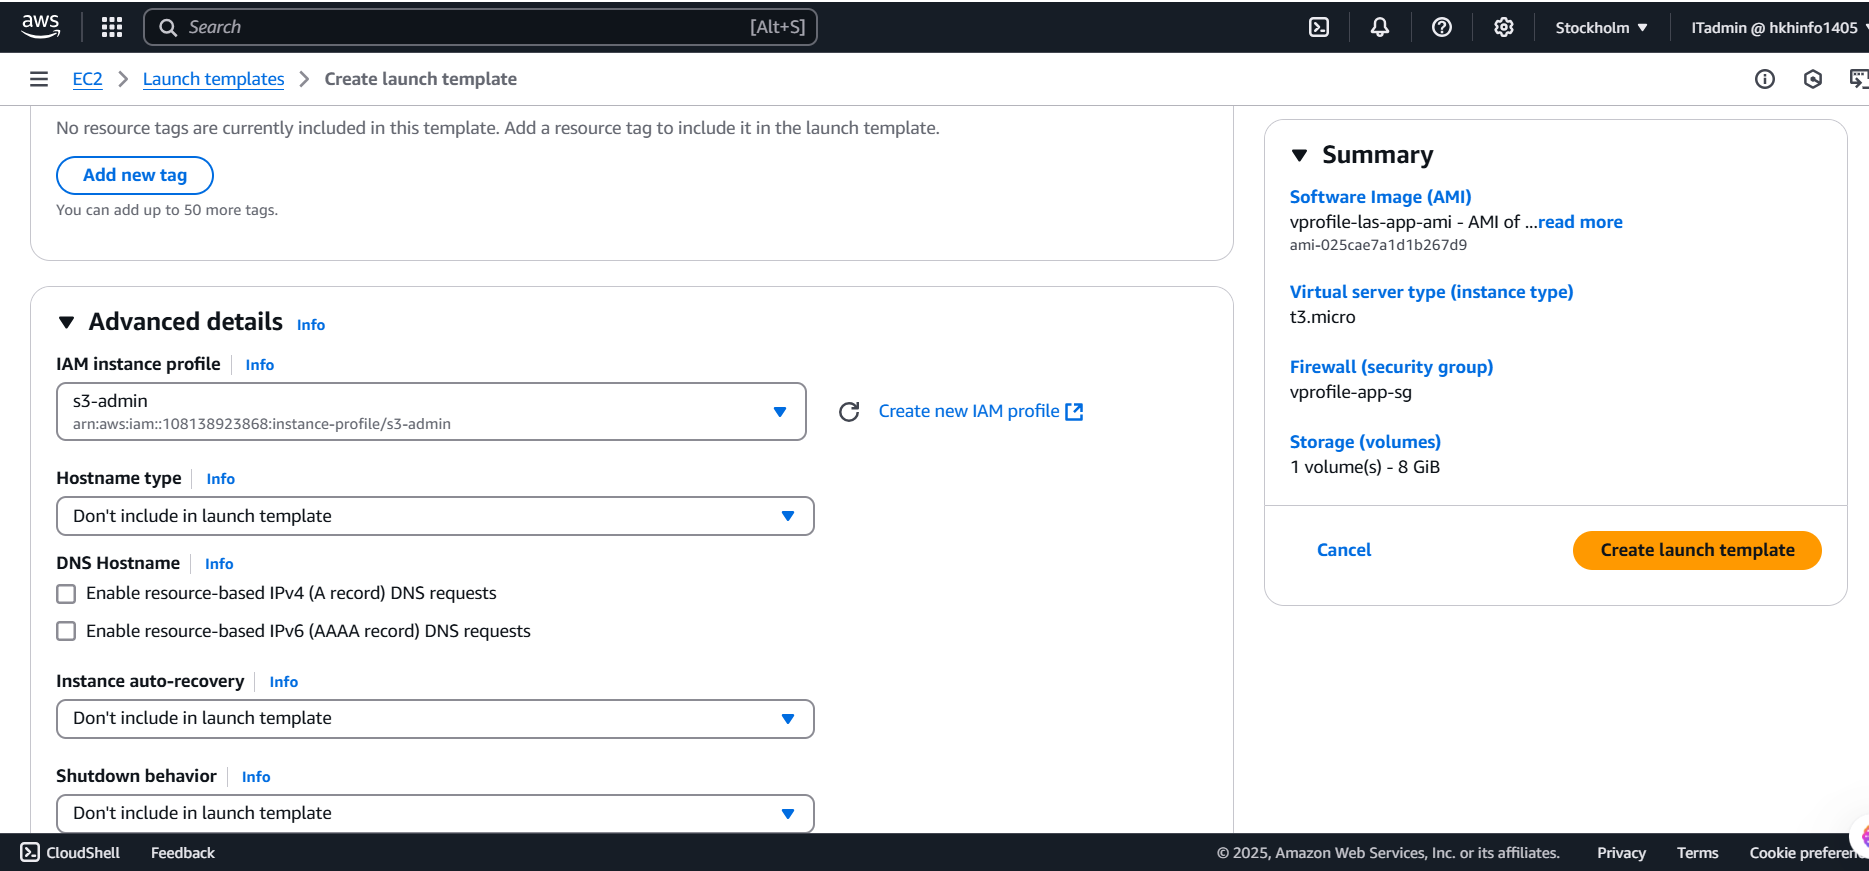 aws
Search [Alt+S]
Stockholm ▼
ITadmin @ hkhinfo1405
EC2 > Launch templates > Create launch template
No resource tags are currently included in this template. Add a resource tag to include it in the launch template.
Add new tag
You can add up to 50 more tags.
Advanced details Info
IAM instance profile Info
s3-admin
arn:aws:iam::108138923868:instance-profile/s3-admin
Create new IAM profile
Hostname type Info
Don't include in launch template
DNS Hostname Info
Enable resource-based IPv4 (A record) DNS requests
Enable resource-based IPv6 (AAAA record) DNS requests
Instance auto-recovery Info
Don't include in launch template
Shutdown behavior Info
Don't include in launch template
Summary
Software Image (AMI)
vprofile-las-app-ami - AMI of ...read more
ami-025cae7a1d1b267d9
Virtual server type (instance type)
t3.micro
Firewall (security group)
vprofile-app-sg
Storage (volumes)
1 volume(s) - 8 GiB
Cancel
Create launch template
CloudShell Feedback
© 2025, Amazon Web Services, Inc. or its affiliates. Privacy Terms Cookie preferen